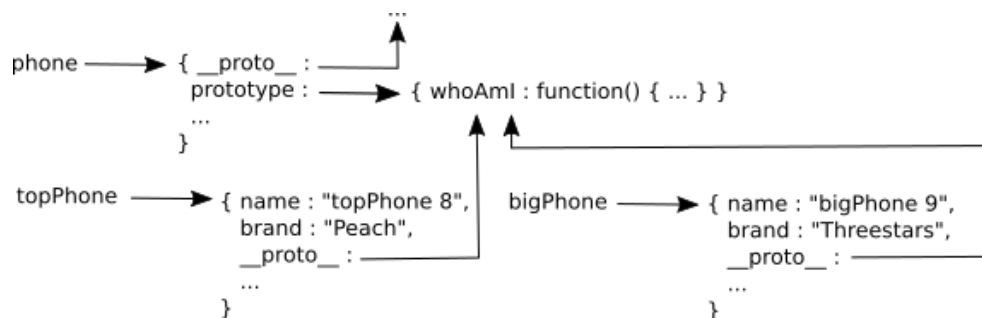 ...
phone { __proto__ :
prototype : { whoAmI : function() { ... } }
...
}
topPhone { name : "topPhone 8", bigPhone { name : "bigPhone 9",
brand : "Peach", brand : "Threestars",
__proto__ : __proto__ :
... ...
} }